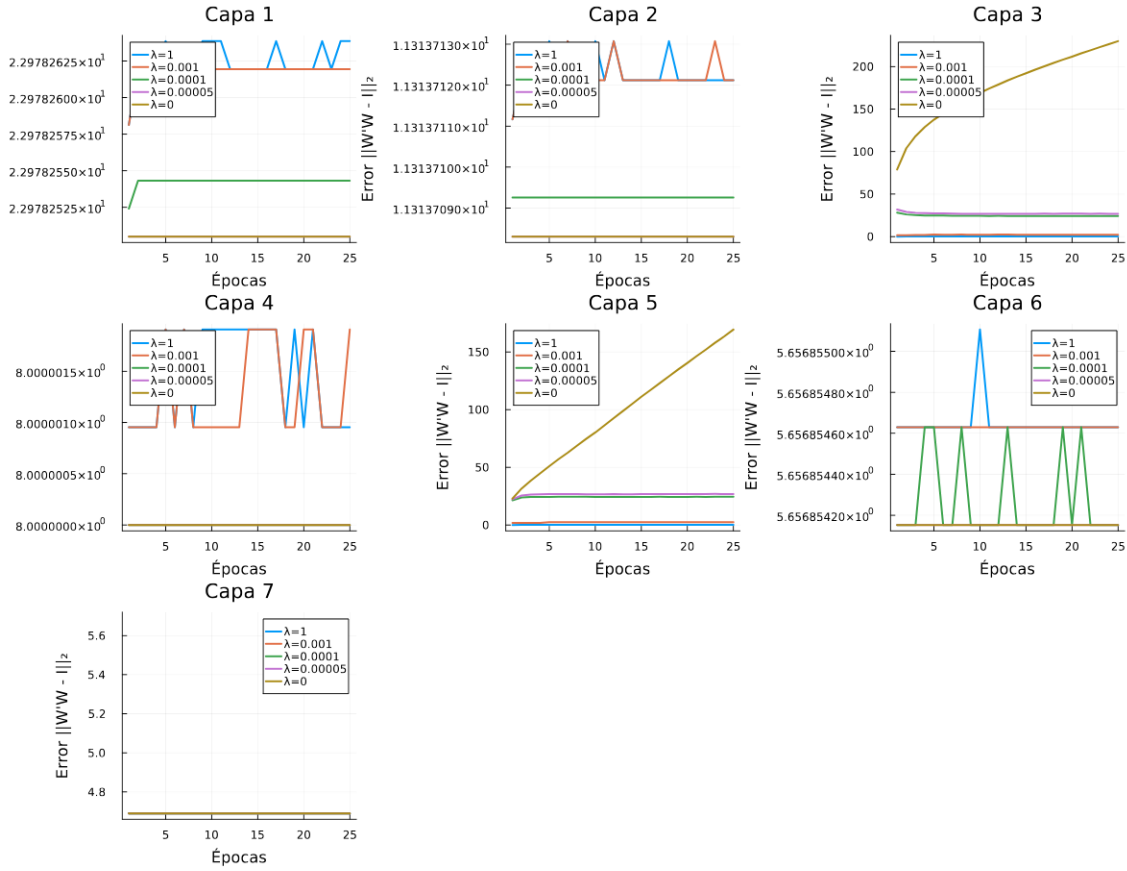 Capa 1
2.29782625×10¹
2.29782600×10¹
2.29782575×10¹
2.29782550×10¹
2.29782525×10¹
λ=1
λ=0.001
λ=0.0001
λ=0.00005
λ=0
5 10 15 20 25
Épocas
Capa 2
Error ||W'W - I||₂
1.13137130×10¹
1.13137120×10¹
1.13137110×10¹
1.13137100×10¹
1.13137090×10¹
λ=1
λ=0.001
λ=0.0001
λ=0.00005
λ=0
5 10 15 20 25
Épocas
Capa 3
Error ||W'W - I||₂
200
150
100
50
0
λ=1
λ=0.001
λ=0.0001
λ=0.00005
λ=0
5 10 15 20 25
Épocas
Capa 4
8.0000015×10⁰
8.0000010×10⁰
8.0000005×10⁰
8.0000000×10⁰
λ=1
λ=0.001
λ=0.0001
λ=0.00005
λ=0
5 10 15 20 25
Épocas
Capa 5
Error ||W'W - I||₂
150
100
50
0
λ=1
λ=0.001
λ=0.0001
λ=0.00005
λ=0
5 10 15 20 25
Épocas
Capa 6
Error ||W'W - I||₂
5.65685500×10⁰
5.65685480×10⁰
5.65685460×10⁰
5.65685440×10⁰
5.65685420×10⁰
λ=1
λ=0.001
λ=0.0001
λ=0.00005
λ=0
5 10 15 20 25
Épocas
Capa 7
Error ||W'W - I||₂
5.6
5.4
5.2
5.0
4.8
λ=1
λ=0.001
λ=0.0001
λ=0.00005
λ=0
5 10 15 20 25
Épocas